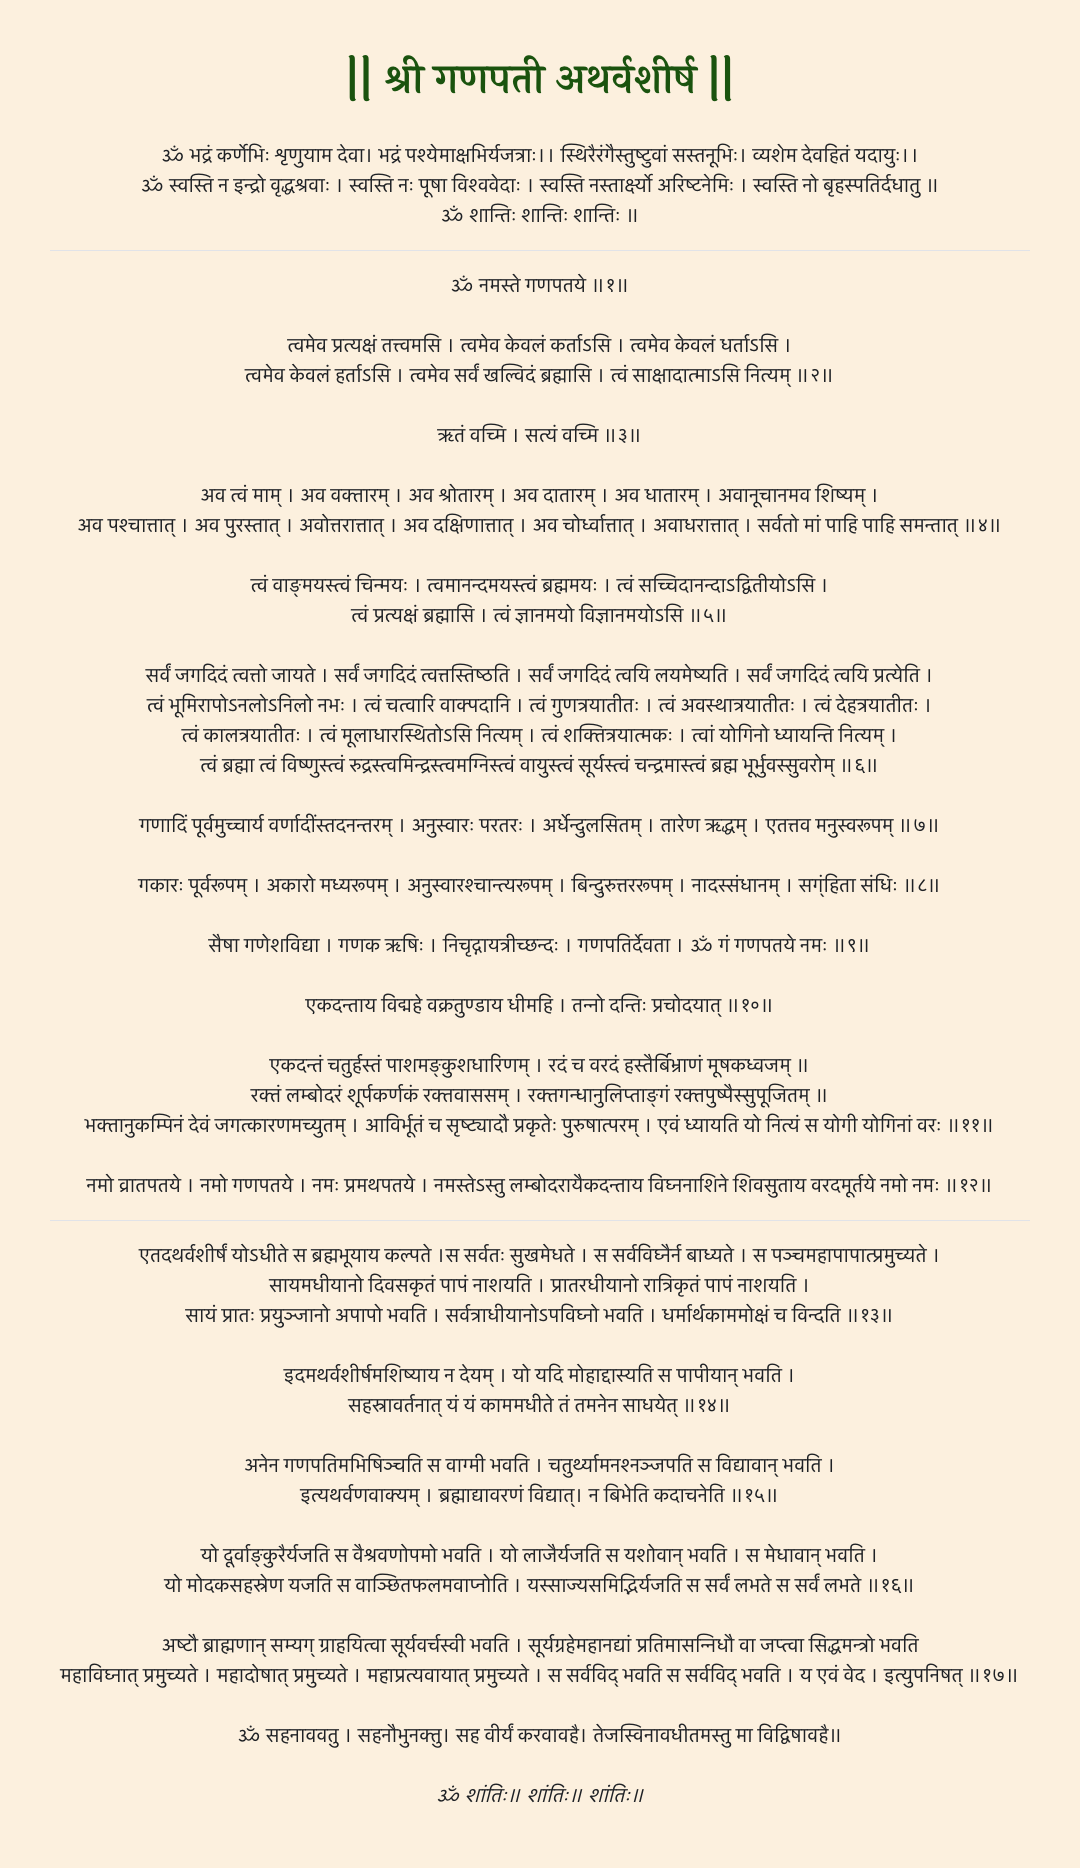 || श्री गणपती अथर्वशीर्ष ||
ॐ भद्रं कर्णेभिः शृणुयाम देवा। भद्रं पश्येमाक्षभिर्यजत्राः।। स्थिरैरंगैस्तुष्टुवां सस्तनूभिः। व्यशेम देवहितं यदायुः।।
ॐ स्वस्ति न इन्द्रो वृद्धश्रवाः । स्वस्ति नः पूषा विश्ववेदाः । स्वस्ति नस्तार्क्ष्यो अरिष्टनेमिः । स्वस्ति नो बृहस्पतिर्दधातु ॥
ॐ शान्तिः शान्तिः शान्तिः ॥
ॐ नमस्ते गणपतये ॥१॥
त्वमेव प्रत्यक्षं तत्त्वमसि । त्वमेव केवलं कर्ताऽसि । त्वमेव केवलं धर्ताऽसि ।
त्वमेव केवलं हर्ताऽसि । त्वमेव सर्वं खल्विदं ब्रह्मासि । त्वं साक्षादात्माऽसि नित्यम् ॥२॥
ऋतं वच्मि । सत्यं वच्मि ॥३॥
अव त्वं माम् । अव वक्तारम् । अव श्रोतारम् । अव दातारम् । अव धातारम् । अवानूचानमव शिष्यम् ।
अव पश्चात्तात् । अव पुरस्तात् । अवोत्तरात्तात् । अव दक्षिणात्तात् । अव चोर्ध्वात्तात् । अवाधरात्तात् । सर्वतो मां पाहि पाहि समन्तात् ॥४॥
त्वं वाङ्मयस्त्वं चिन्मयः । त्वमानन्दमयस्त्वं ब्रह्ममयः । त्वं सच्चिदानन्दाऽद्वितीयोऽसि ।
त्वं प्रत्यक्षं ब्रह्मासि । त्वं ज्ञानमयो विज्ञानमयोऽसि ॥५॥
सर्वं जगदिदं त्वत्तो जायते । सर्वं जगदिदं त्वत्तस्तिष्ठति । सर्वं जगदिदं त्वयि लयमेष्यति । सर्वं जगदिदं त्वयि प्रत्येति ।
त्वं भूमिरापोऽनलोऽनिलो नभः । त्वं चत्वारि वाक्पदानि । त्वं गुणत्रयातीतः । त्वं अवस्थात्रयातीतः । त्वं देहत्रयातीतः ।
त्वं कालत्रयातीतः । त्वं मूलाधारस्थितोऽसि नित्यम् । त्वं शक्तित्रयात्मकः । त्वां योगिनो ध्यायन्ति नित्यम् ।
त्वं ब्रह्मा त्वं विष्णुस्त्वं रुद्रस्त्वमिन्द्रस्त्वमग्निस्त्वं वायुस्त्वं सूर्यस्त्वं चन्द्रमास्त्वं ब्रह्म भूर्भुवस्सुवरोम् ॥६॥
गणादिं पूर्वमुच्चार्य वर्णादींस्तदनन्तरम् । अनुस्वारः परतरः । अर्धेन्दुलसितम् । तारेण ऋद्धम् । एतत्तव मनुस्वरूपम् ॥७॥
गकारः पूर्वरूपम् । अकारो मध्यरूपम् । अनुस्वारश्चान्त्यरूपम् । बिन्दुरुत्तररूपम् । नादस्संधानम् । सग्ंहिता संधिः ॥८॥
सैषा गणेशविद्या । गणक ऋषिः । निचृद्गायत्रीच्छन्दः । गणपतिर्देवता । ॐ गं गणपतये नमः ॥९॥
एकदन्ताय विद्महे वक्रतुण्डाय धीमहि । तन्नो दन्तिः प्रचोदयात् ॥१०॥
एकदन्तं चतुर्हस्तं पाशमङ्कुशधारिणम् । रदं च वरदं हस्तैर्बिभ्राणं मूषकध्वजम् ॥
रक्तं लम्बोदरं शूर्पकर्णकं रक्तवाससम् । रक्तगन्धानुलिप्ताङ्गं रक्तपुष्पैस्सुपूजितम् ॥
भक्तानुकम्पिनं देवं जगत्कारणमच्युतम् । आविर्भूतं च सृष्ट्यादौ प्रकृतेः पुरुषात्परम् । एवं ध्यायति यो नित्यं स योगी योगिनां वरः ॥११॥
नमो व्रातपतये । नमो गणपतये । नमः प्रमथपतये । नमस्तेऽस्तु लम्बोदरायैकदन्ताय विघ्ननाशिने शिवसुताय वरदमूर्तये नमो नमः ॥१२॥
एतदथर्वशीर्षं योऽधीते स ब्रह्मभूयाय कल्पते ।स सर्वतः सुखमेधते । स सर्वविघ्नैर्न बाध्यते । स पञ्चमहापापात्प्रमुच्यते ।
सायमधीयानो दिवसकृतं पापं नाशयति । प्रातरधीयानो रात्रिकृतं पापं नाशयति ।
सायं प्रातः प्रयुञ्जानो अपापो भवति । सर्वत्राधीयानोऽपविघ्नो भवति । धर्मार्थकाममोक्षं च विन्दति ॥१३॥
इदमथर्वशीर्षमशिष्याय न देयम् । यो यदि मोहाद्दास्यति स पापीयान् भवति ।
सहस्रावर्तनात् यं यं काममधीते तं तमनेन साधयेत् ॥१४॥
अनेन गणपतिमभिषिञ्चति स वाग्मी भवति । चतुर्थ्यामनश्नञ्जपति स विद्यावान् भवति ।
इत्यथर्वणवाक्यम् । ब्रह्माद्यावरणं विद्यात्। न बिभेति कदाचनेति ॥१५॥
यो दूर्वाङ्कुरैर्यजति स वैश्रवणोपमो भवति । यो लाजैर्यजति स यशोवान् भवति । स मेधावान् भवति ।
यो मोदकसहस्रेण यजति स वाञ्छितफलमवाप्नोति । यस्साज्यसमिद्भिर्यजति स सर्वं लभते स सर्वं लभते ॥१६॥
अष्टौ ब्राह्मणान् सम्यग् ग्राहयित्वा सूर्यवर्चस्वी भवति । सूर्यग्रहेमहानद्यां प्रतिमासन्निधौ वा जप्त्वा सिद्धमन्त्रो भवति
महाविघ्नात् प्रमुच्यते । महादोषात् प्रमुच्यते । महाप्रत्यवायात् प्रमुच्यते । स सर्वविद् भवति स सर्वविद् भवति । य एवं वेद । इत्युपनिषत् ॥१७॥
ॐ सहनाववतु । सहनौभुनक्तु। सह वीर्यं करवावहै। तेजस्विनावधीतमस्तु मा विद्विषावहै॥
ॐ शांतिः॥ शांतिः॥ शांतिः॥